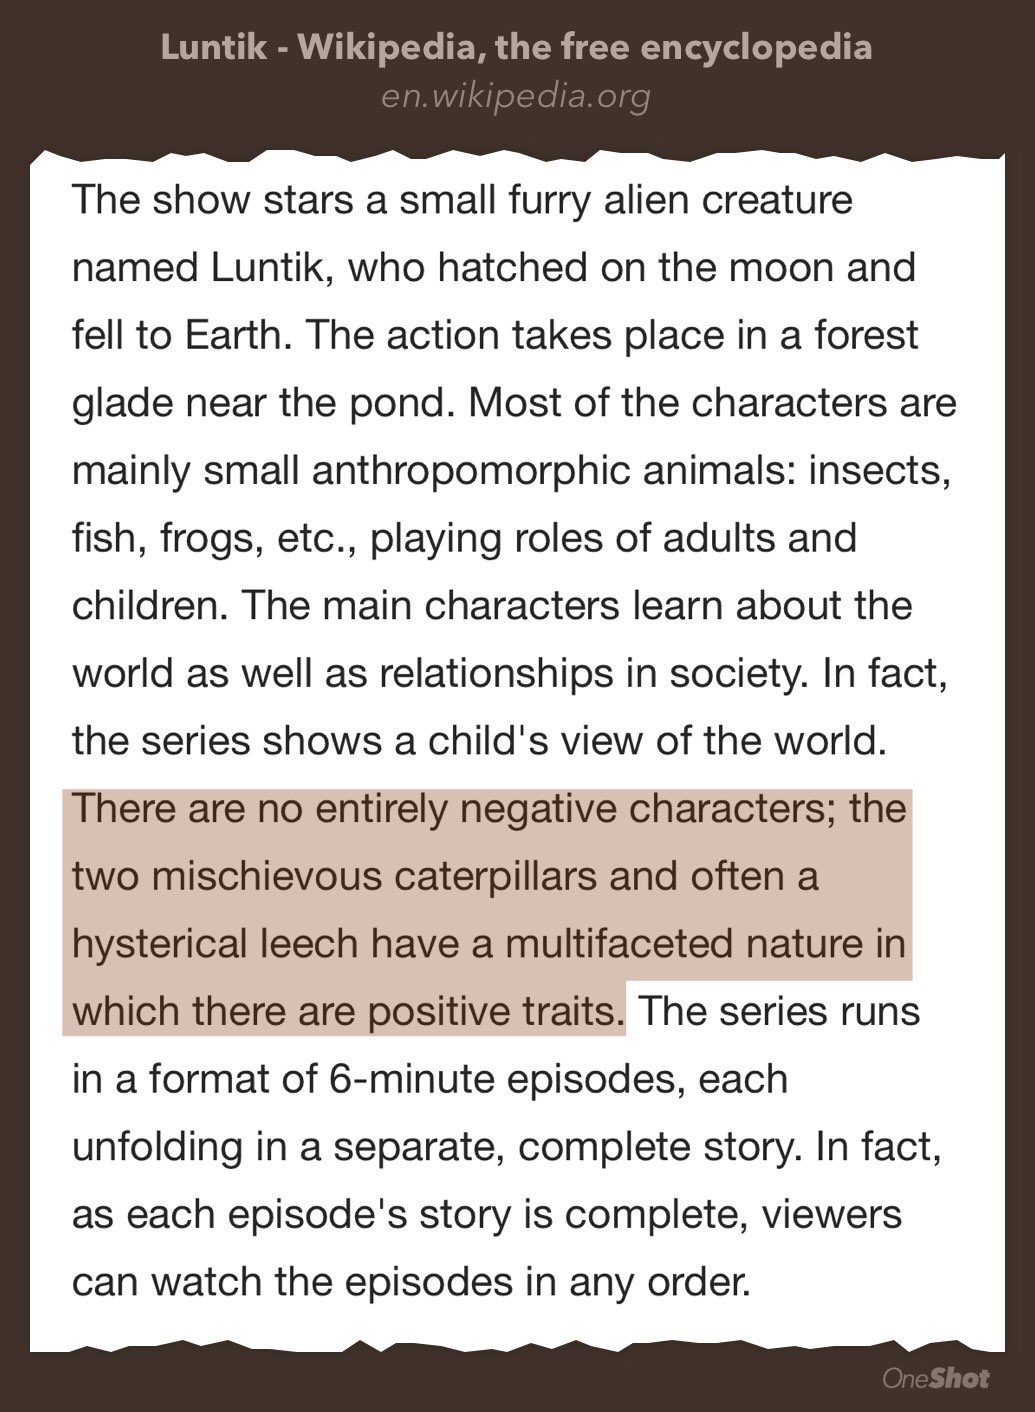 Luntik - Wikipedia, the free encyclopedia
en.wikipedia.org
The show stars a small furry alien creature
named Luntik, who hatched on the moon and
fell to Earth. The action takes place in a forest
glade near the pond. Most of the characters are
mainly small anthropomorphic animals: insects,
fish, frogs, etc., playing roles of adults and
children. The main characters learn about the
world as well as relationships in society. In fact,
the series shows a child's view of the world.
There are no entirely negative characters; the
two mischievous caterpillars and often a
hysterical leech have a multifaceted nature in
which there are positive traits. The series runs
in a format of 6-minute episodes, each
unfolding in a separate, complete story. In fact,
as each episode's story is complete, viewers
can watch the episodes in any order.
OneShot